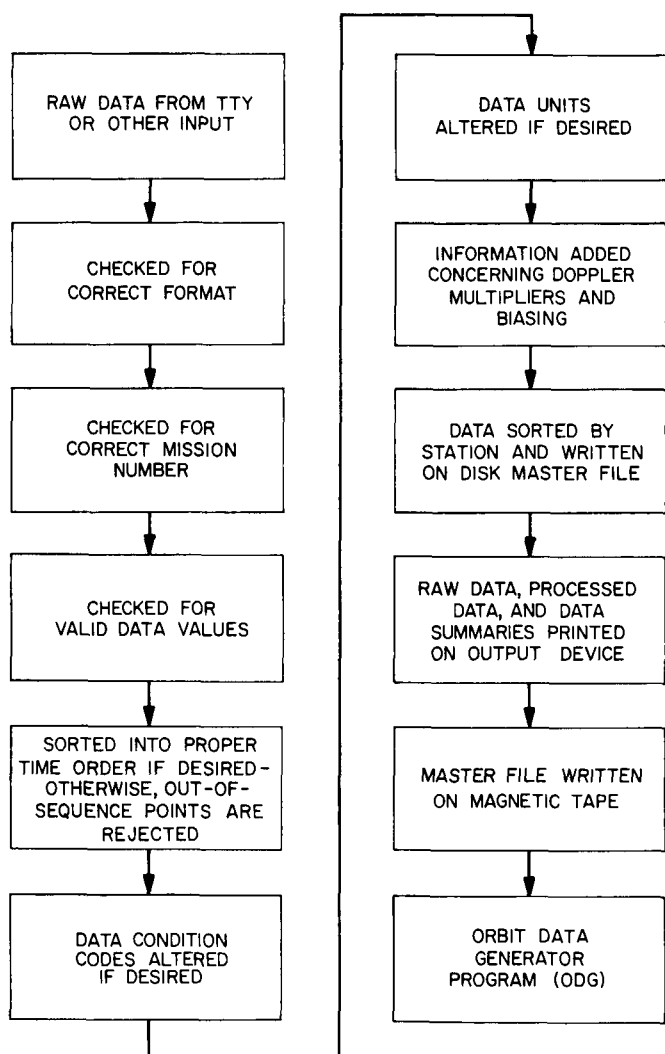 RAW DATA FROM TTY
OR OTHER INPUT
CHECKED FOR
CORRECT FORMAT
CHECKED FOR
CORRECT MISSION
NUMBER
CHECKED FOR
VALID DATA VALUES
SORTED INTO PROPER
TIME ORDER IF DESIRED-
OTHERWISE, OUT-OF-
SEQUENCE POINTS ARE
REJECTED
DATA CONDITION
CODES ALTERED
IF DESIRED
DATA UNITS
ALTERED IF DESIRED
INFORMATION ADDED
CONCERNING DOPPLER
MULTIPLIERS AND
BIASING
DATA SORTED BY
STATION AND WRITTEN
ON DISK MASTER FILE
RAW DATA, PROCESSED
DATA, AND DATA
SUMMARIES PRINTED
ON OUTPUT DEVICE
MASTER FILE WRITTEN
ON MAGNETIC TAPE
ORBIT DATA
GENERATOR
PROGRAM (ODG)